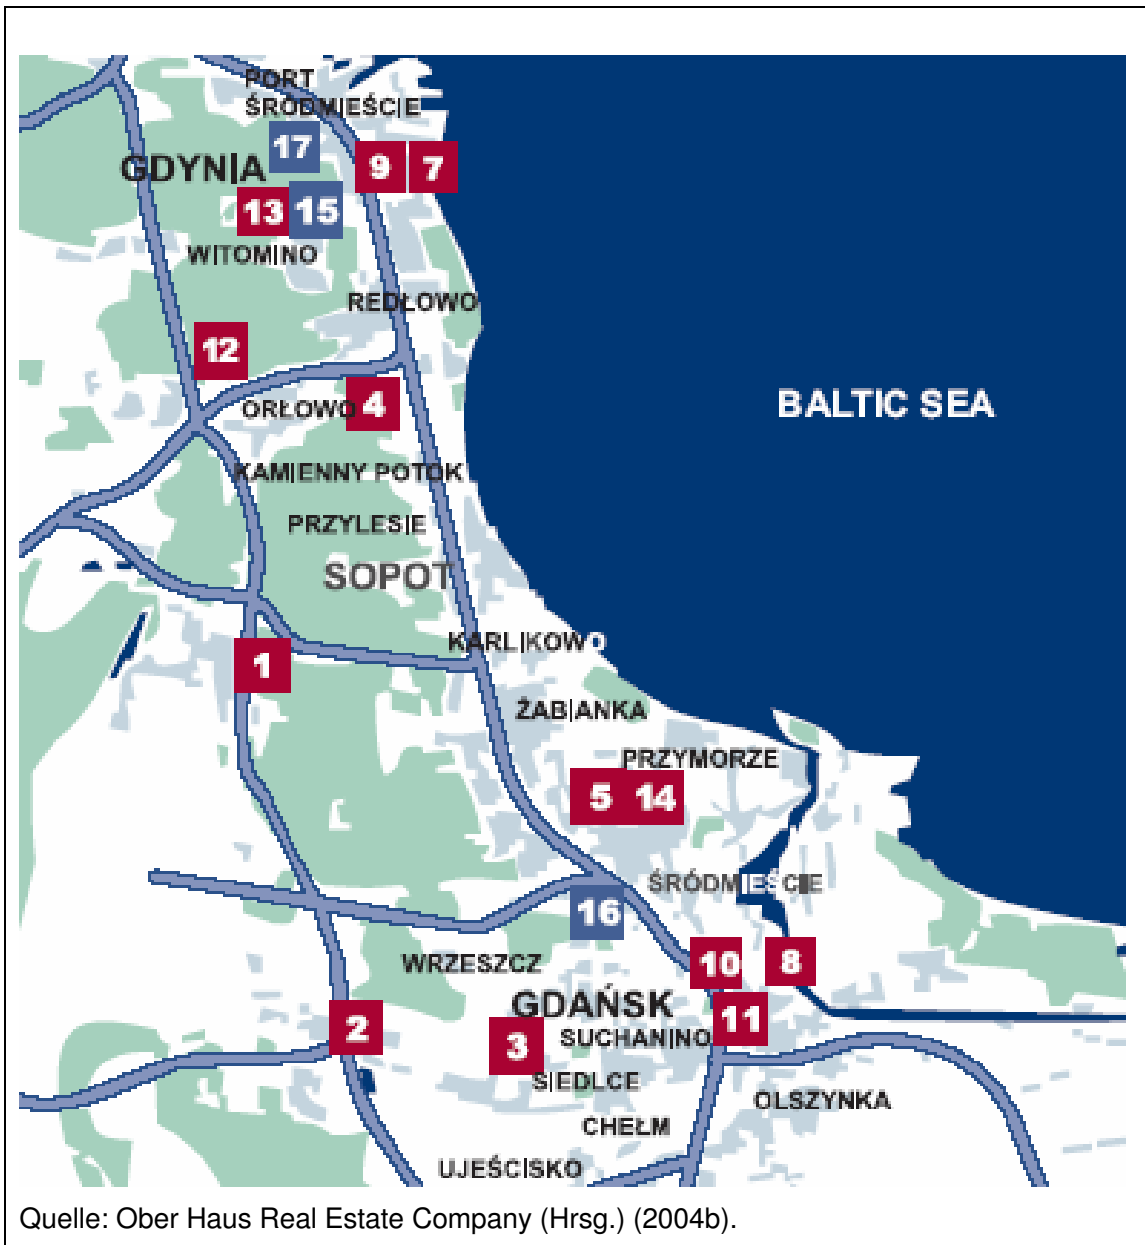 PORT
ŚRÓDMIEŚCIE
17
GDYNIA
9 7
13 15
WITOMINO
REDŁOWO
12
ORŁOWO 4
BALTIC SEA
KAMIENNY POTOK
PRZYLESIE
SOPOT
KARLIKOWO
1
ŻABIANKA
PRZYMORZE
5 14
ŚRÓDMIEŚCIE
16
WRZESZCZ
10 8
GDAŃSK
11
2
SUCHANINO
3
SIEDLCE
OLSZYNKA
CHEŁM
UJEŚCISKO
Quelle: Ober Haus Real Estate Company (Hrsg.) (2004b).